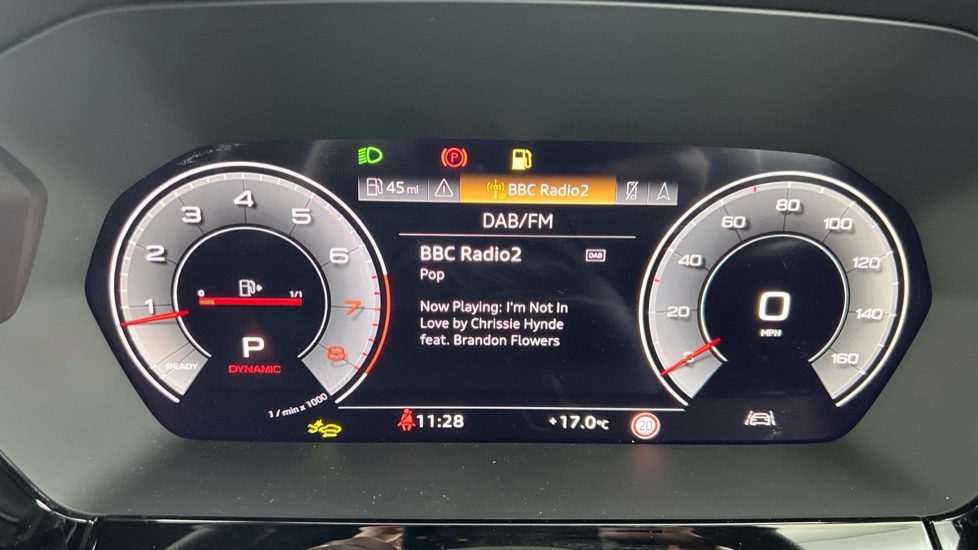 45 mi
BBC Radio2
DAB/FM
BBC Radio2 DAB
Pop
Now Playing: I'm Not In
Love by Chrissie Hynde
feat. Brandon Flowers
READY 1 2 3 4 5 6 7 8
0 1/1
P
DYNAMIC
1 / min x 1000
0 20 40 60 80 100 120 140 160
0
MPH
P
11:28 +17.0°C 20